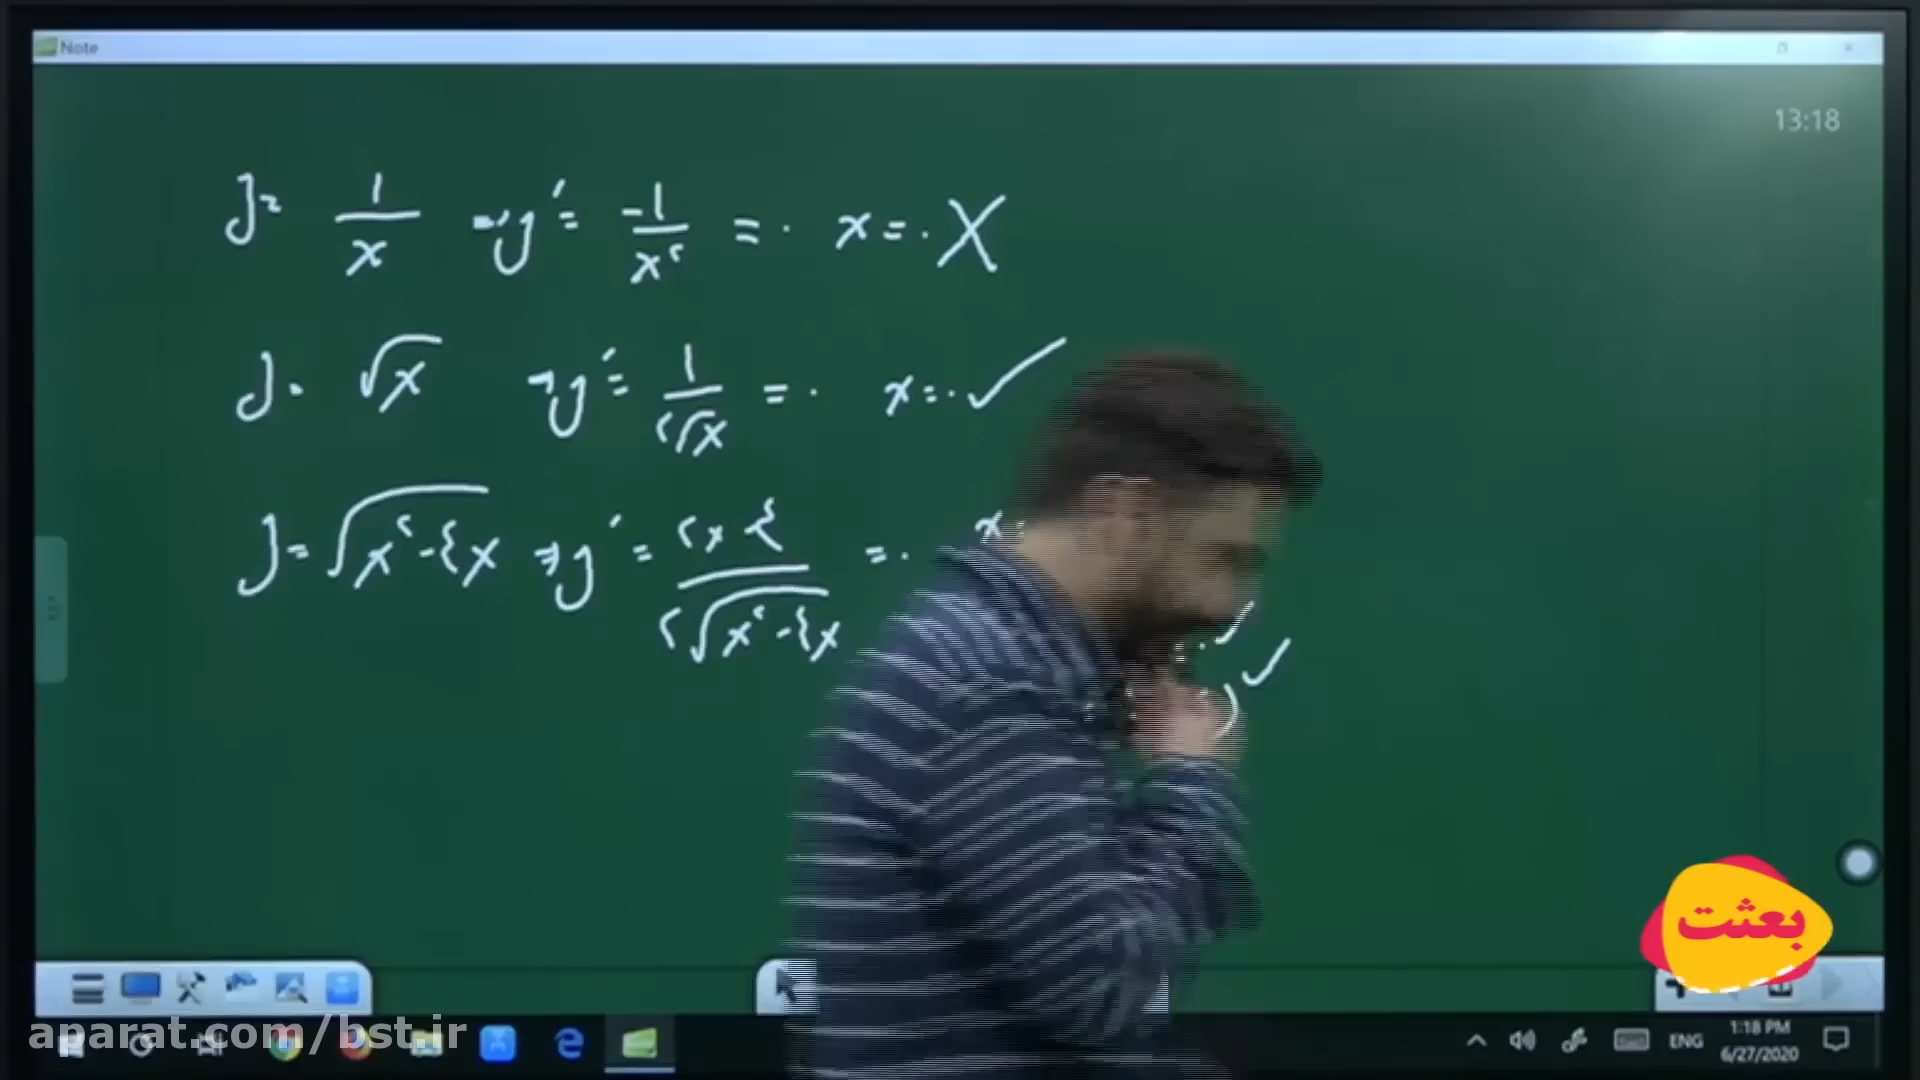 Note
13:18
y = 1/x → y' = -1/x² = ۰ x = ۰ X
y = √x → y' = 1/۲√x = ۰ x = ۰ ✓
y = √x² - ۴x ⇒ y' = ۲x ۴/۲√x² - ۴x = ۰ x =
✓
✓
بعثت
aparat.com/bst.ir
ENG
1:18 PM
6/27/2020